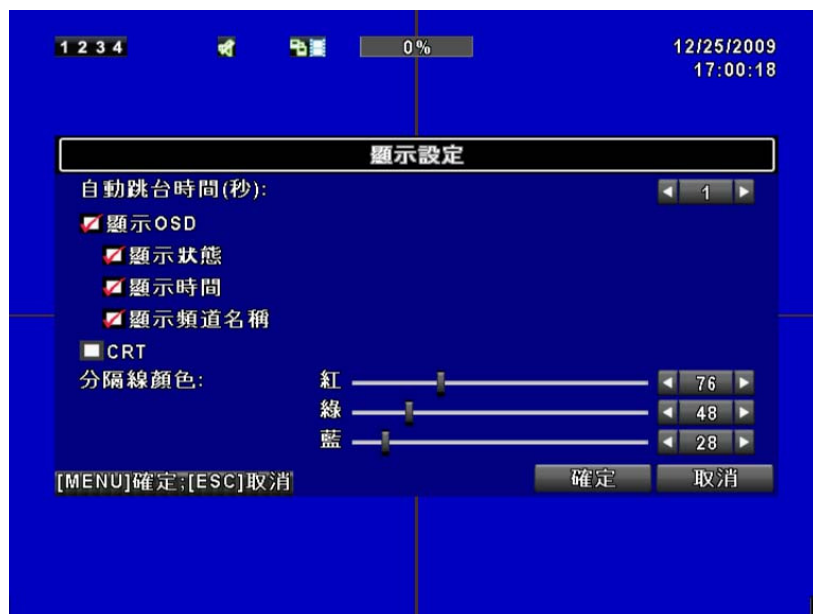 1 2 3 4 0% 12/25/2009
17:00:18
顯示設定
自動跳台時間(秒): 1
顯示OSD
顯示狀態
顯示時間
顯示頻道名稱
CRT
分隔線顏色: 紅 76
綠 48
藍 28
[MENU]確定;[ESC]取消 確定 取消